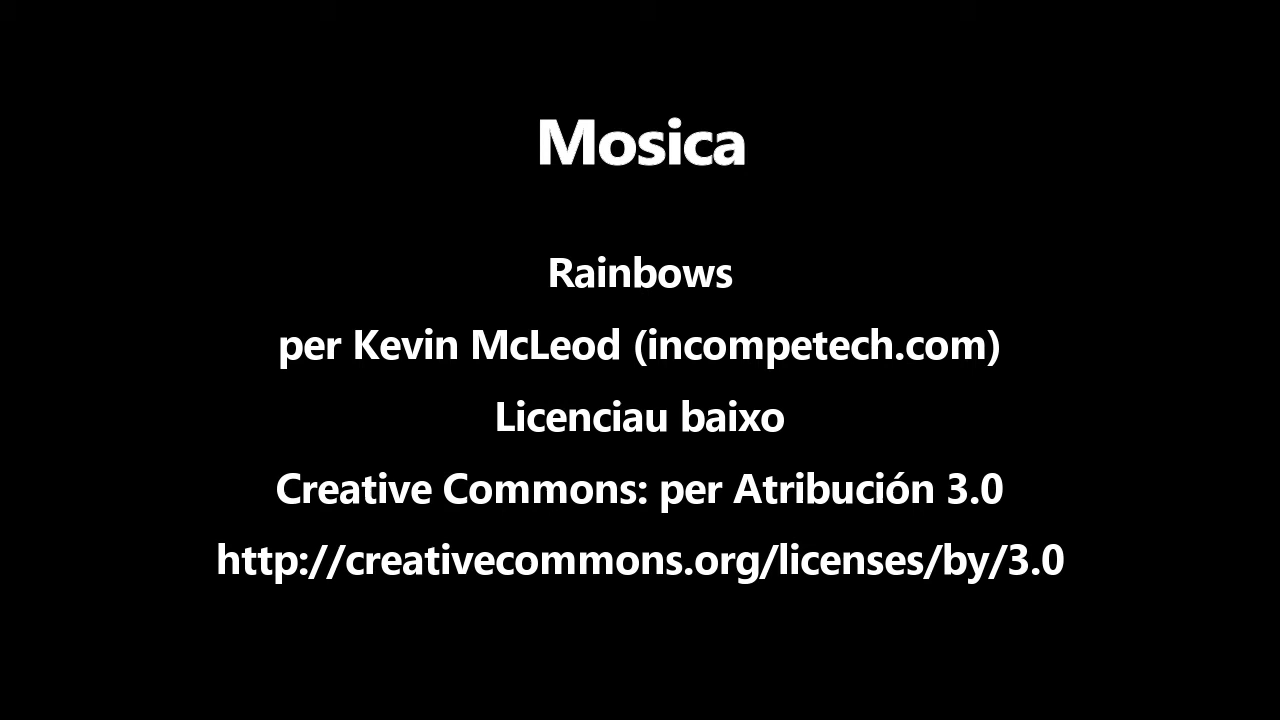 Mosica
Rainbows
per Kevin McLeod (incompetech.com)
Licenciau baixo
Creative Commons: per Atribución 3.0
http://creativecommons.org/licenses/by/3.0